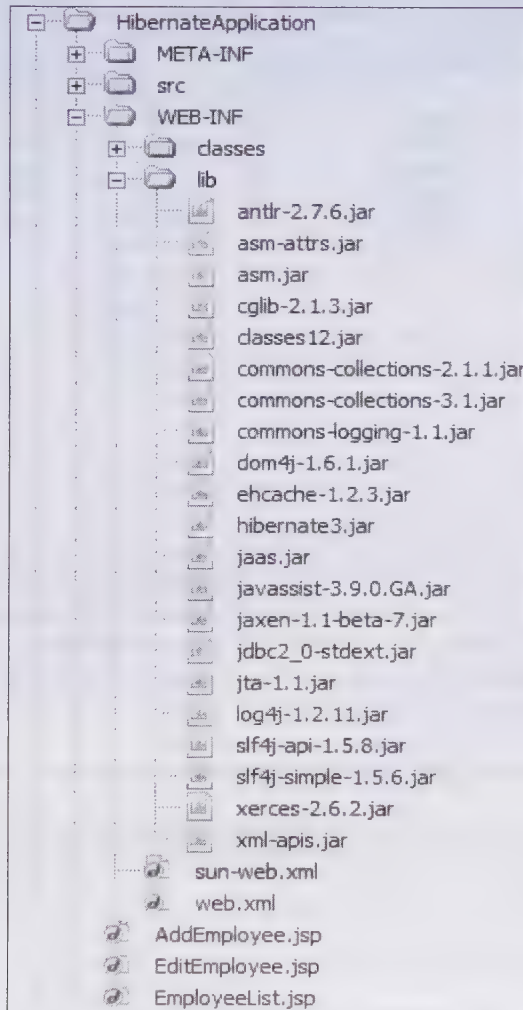 HibernateApplication
META-INF
src
WEB-INF
classes
lib
antlr-2.7.6.jar
asm-attrs.jar
asm.jar
cglib-2.1.3.jar
classes12.jar
commons-collections-2.1.1.jar
commons-collections-3.1.jar
commons-logging-1.1.jar
dom4j-1.6.1.jar
ehcache-1.2.3.jar
hibernate3.jar
jaas.jar
javassist-3.9.0.GA.jar
jaxen-1.1-beta-7.jar
jdbc2_0-stdext.jar
jta-1.1.jar
log4j-1.2.11.jar
slf4j-api-1.5.8.jar
slf4j-simple-1.5.6.jar
xerces-2.6.2.jar
xml-apis.jar
sun-web.xml
web.xml
AddEmployee.jsp
EditEmployee.jsp
EmployeeList.jsp